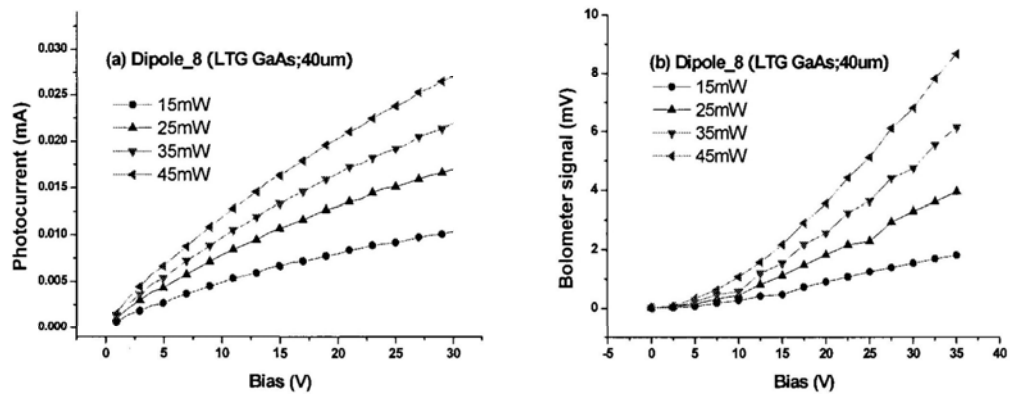 (a) Dipole_8 (LTG GaAs;40um)
15mW
25mW
35mW
45mW
Photocurrent (mA)
0.030
0.025
0.020
0.015
0.010
0.005
0.000
0 5 10 15 20 25 30
Bias (V)
(b) Dipole_8 (LTG GaAs;40um)
15mW
25mW
35mW
45mW
Bolometer signal (mV)
10
8
6
4
2
0
-5 0 5 10 15 20 25 30 35 40
Bias (V)